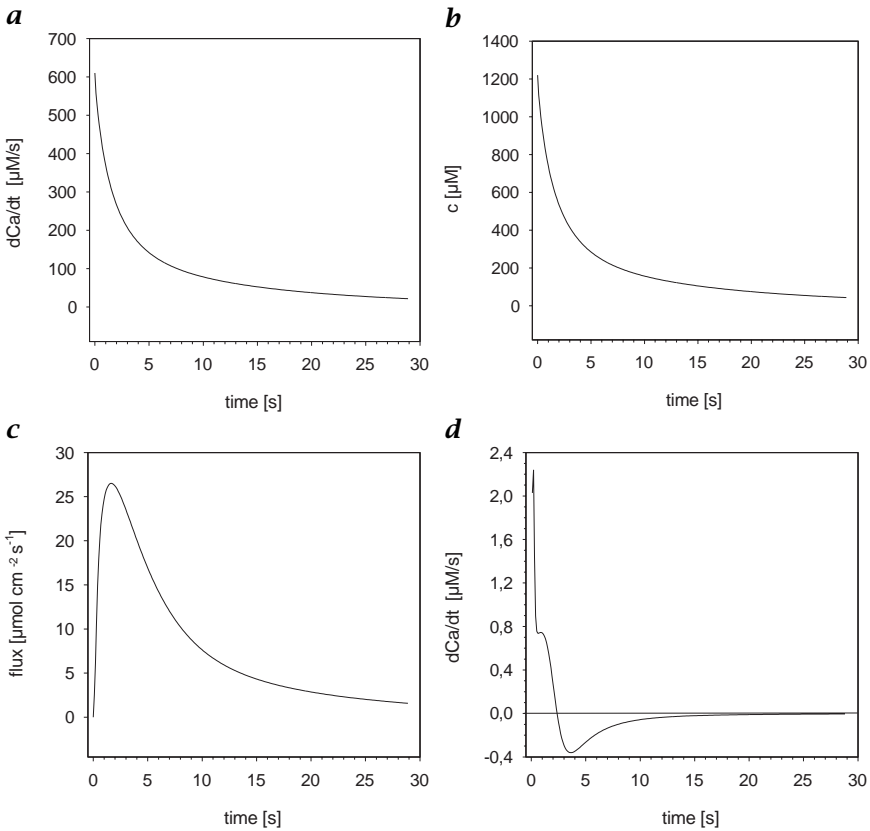 a
700
600
500
400
300
200
100
0
dCa/dt [µM/s]
0 5 10 15 20 25 30
time [s]
b
1400
1200
1000
800
600
400
200
0
c [µM]
0 5 10 15 20 25 30
time [s]
c
30
25
20
15
10
5
0
flux [µmol cm⁻² s⁻¹]
0 5 10 15 20 25 30
time [s]
d
2,4
2,0
1,6
1,2
0,8
0,4
0,0
-0,4
dCa/dt [µM/s]
0 5 10 15 20 25 30
time [s]